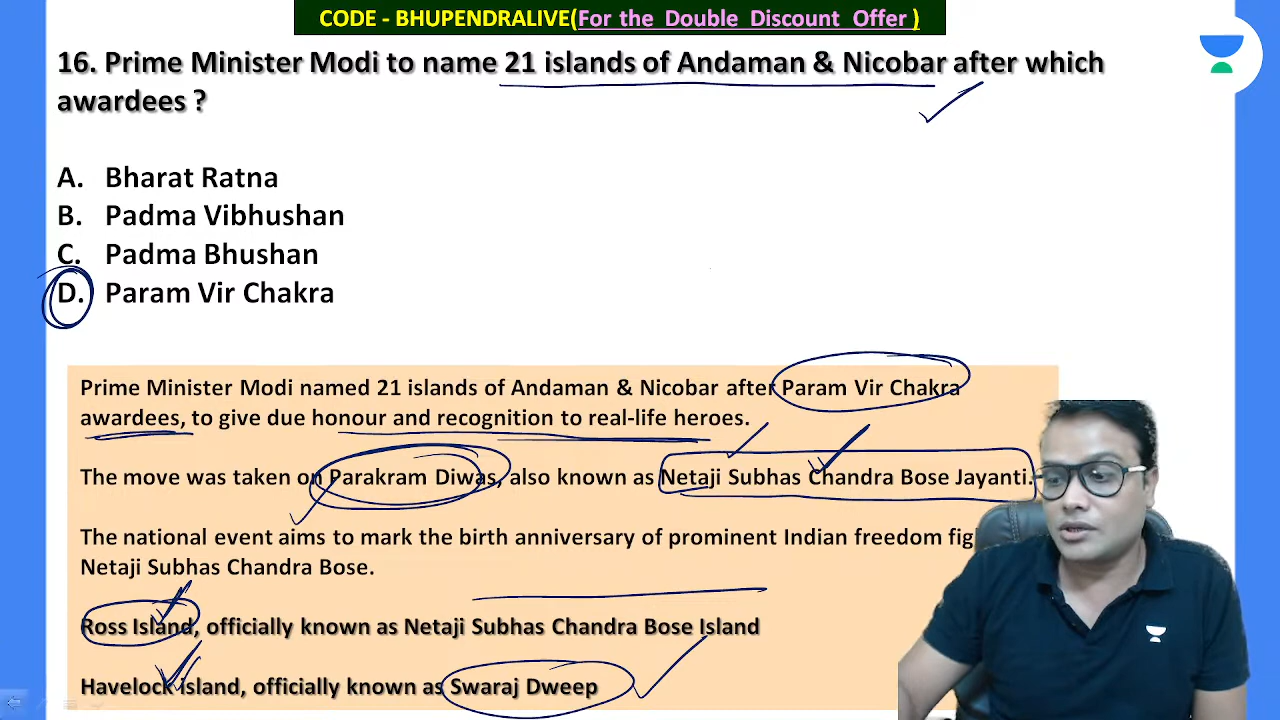 CODE - BHUPENDRALIVE(For the Double Discount Offer )
16. Prime Minister Modi to name 21 islands of Andaman & Nicobar after which
awardees ?
A. Bharat Ratna
B. Padma Vibhushan
C. Padma Bhushan
D. Param Vir Chakra
Prime Minister Modi named 21 islands of Andaman & Nicobar after Param Vir Chakra
awardees, to give due honour and recognition to real-life heroes.
The move was taken on Parakram Diwas, also known as Netaji Subhas Chandra Bose Jayanti.
The national event aims to mark the birth anniversary of prominent Indian freedom fig
Netaji Subhas Chandra Bose.
Ross Island, officially known as Netaji Subhas Chandra Bose Island
Havelock island, officially known as Swaraj Dweep